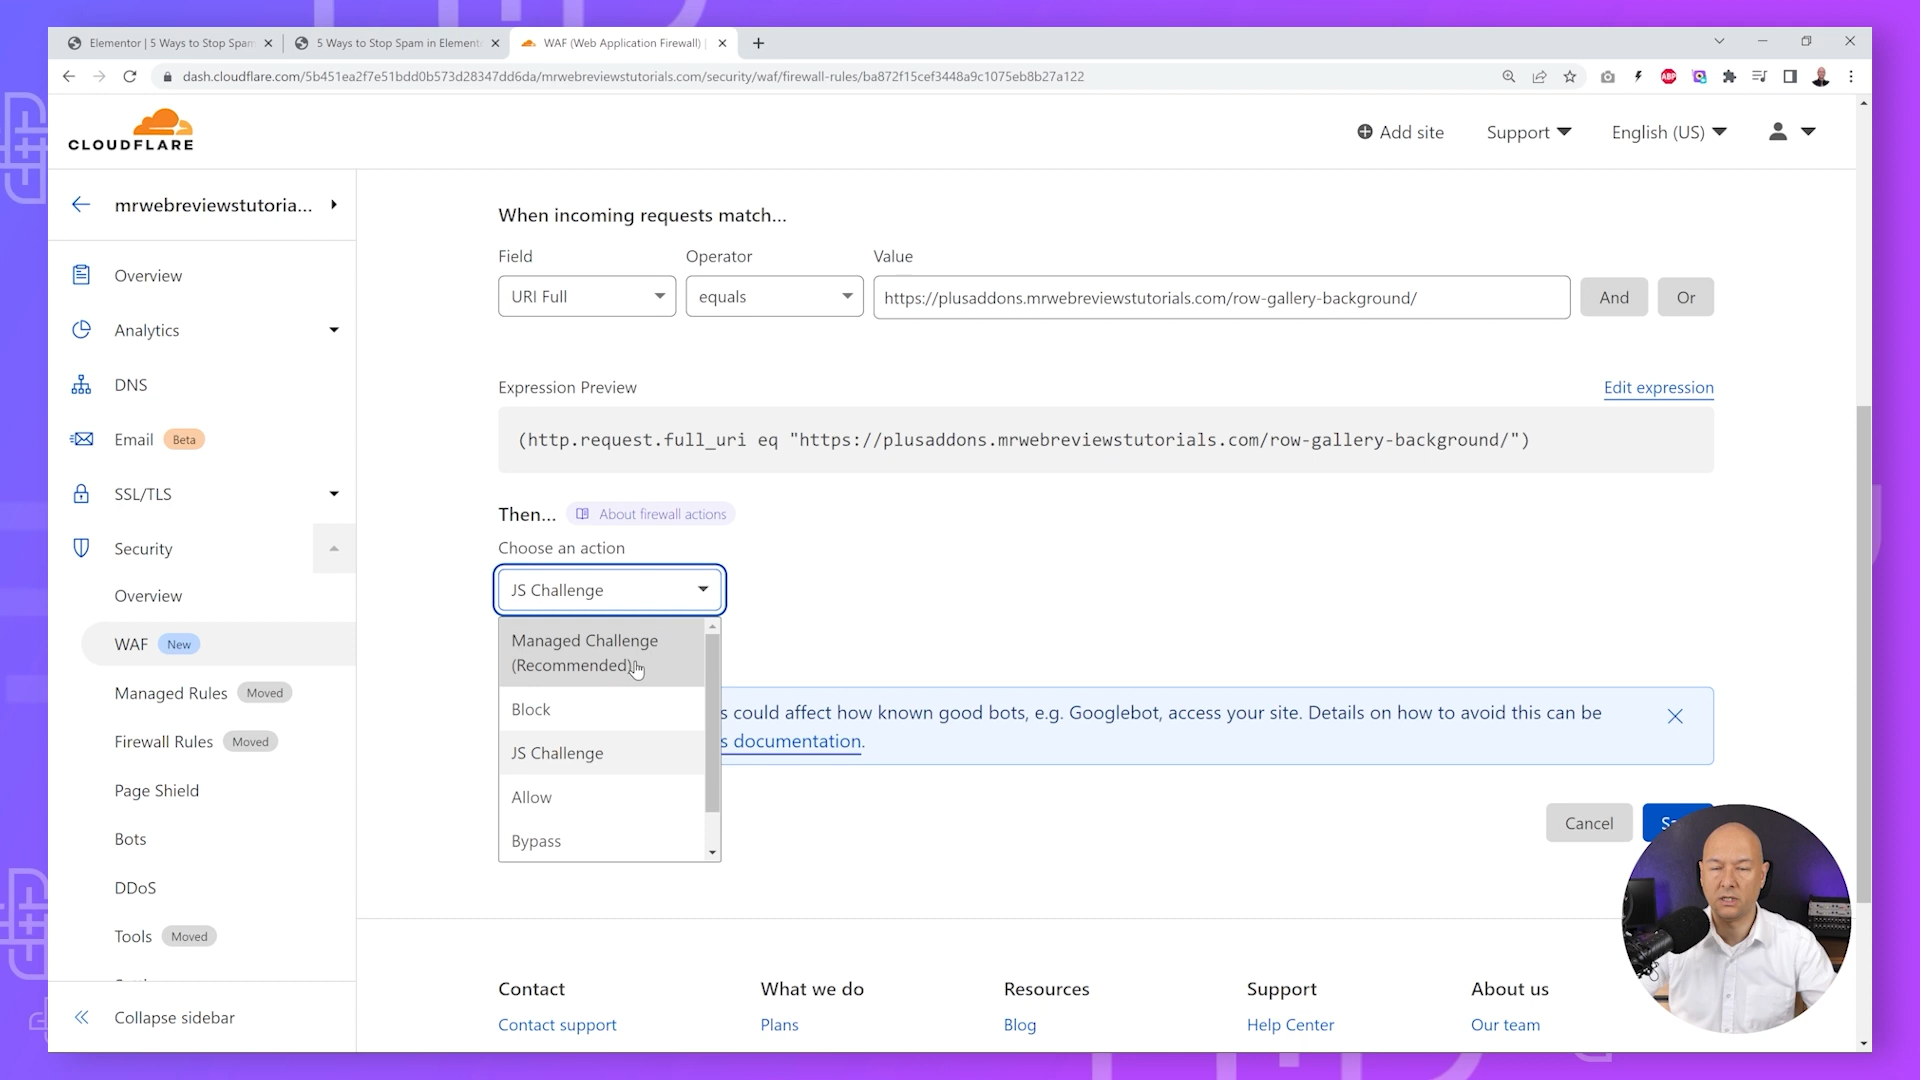 Elementor | 5 Ways to Stop Spam
5 Ways to Stop Spam in Elemento
WAF (Web Application Firewall) |
dash.cloudflare.com/5b451ea2f7e51bdd0b573d28347dd6da/mrwebreviewstutorials.com/security/waf/firewall-rules/ba872f15cef3448a9c1075eb8b27a122
ABP
CLOUDFLARE
Add site
Support
English (US)
mrwebreviewstutoria...
Overview
Analytics
DNS
Email Beta
SSL/TLS
Security
Overview
WAF New
Managed Rules Moved
Firewall Rules Moved
Page Shield
Bots
DDoS
Tools Moved
Collapse sidebar
When incoming requests match...
Field Operator Value
URI Full equals https://plusaddons.mrwebreviewstutorials.com/row-gallery-background/ And Or
Expression Preview Edit expression
(http.request.full_uri eq "https://plusaddons.mrwebreviewstutorials.com/row-gallery-background/")
Then... About firewall actions
Choose an action
JS Challenge
Managed Challenge
(Recommended)
Block
JS Challenge
Allow
Bypass
s could affect how known good bots, e.g. Googlebot, access your site. Details on how to avoid this can be
s documentation.
Cancel
Contact What we do Resources Support About us
Contact support Plans Blog Help Center Our team